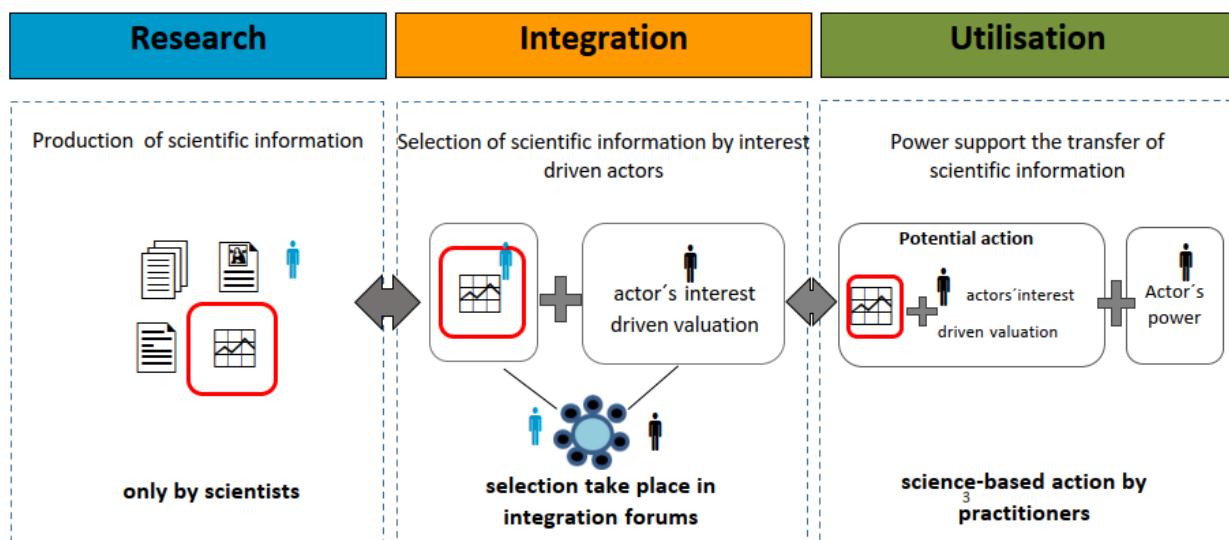 Research
Integration
Utilisation
Production of scientific information
Selection of scientific information by interest
driven actors
Power support the transfer of
scientific information
actor´s interest
driven valuation
Potential action
actors´interest
driven valuation
Actor´s
power
only by scientists
selection take place in
integration forums
science-based action by
3
practitioners